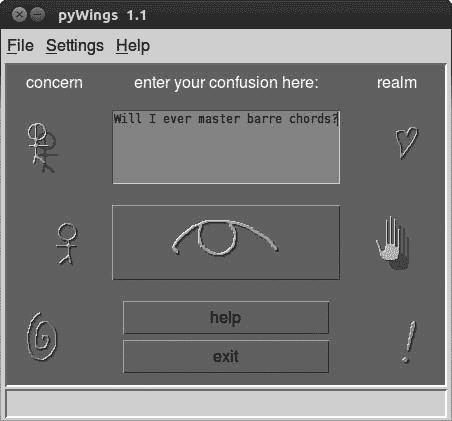 pyWings 1.1
File Settings Help
concern enter your confusion here: realm
Will I ever master barre chords?
help
exit